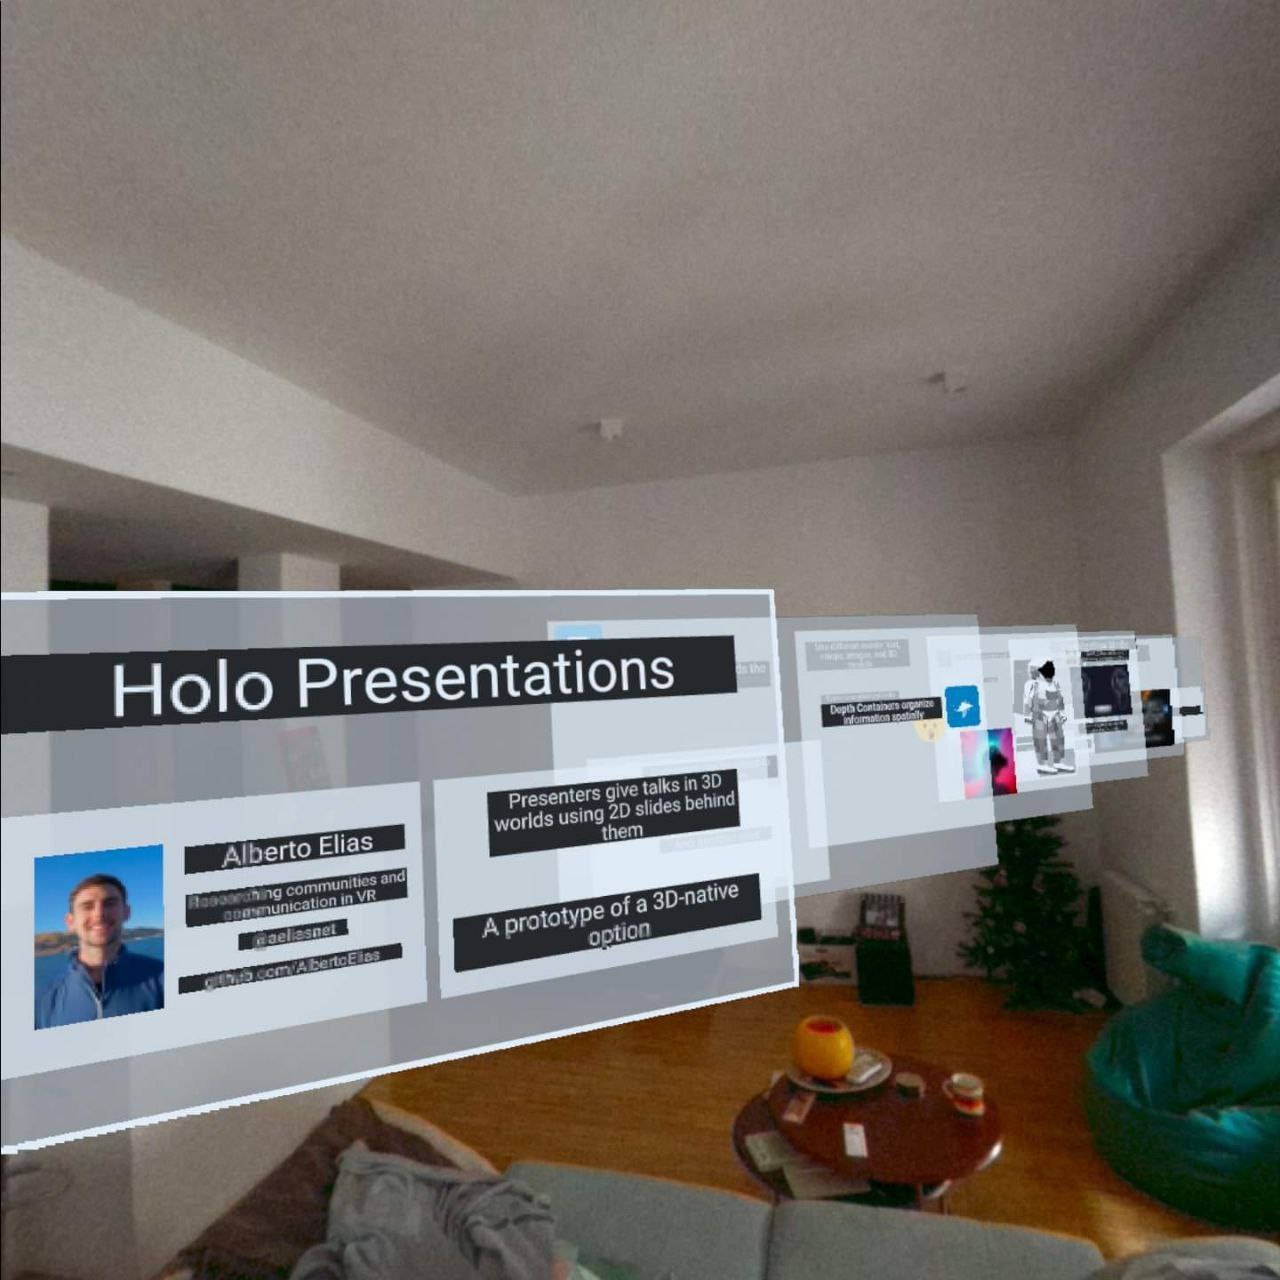 Holo Presentations
Alberto Elias
Researching communities and
communication in VR
@aeliasnet
github.com/AlbertoElias
Presenters give talks in 3D
worlds using 2D slides behind
them
A prototype of a 3D-native
option
Depth Containers organize
information spatially